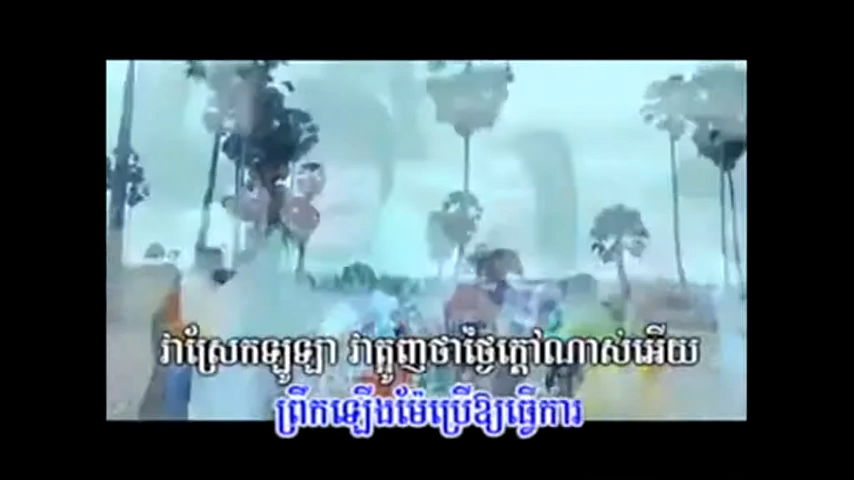 វាស្រែកឡូឡា វាត្អូញថាថ្ងៃក្ដៅណាស់អើយ
ព្រឹកឡើងម៉ែប្រើឱ្យធ្វើការ